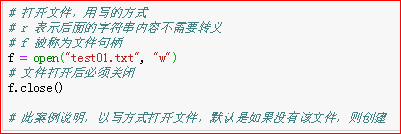 # 打开文件，用写的方式
# r 表示后面的字符串内容不需要转义
# f 被称为文件句柄
f = open(r"test01.txt", "w")
# 文件打开后必须关闭
f.close()
# 此案例说明，以写方式打开文件，默认是如果没有该文件，则创建